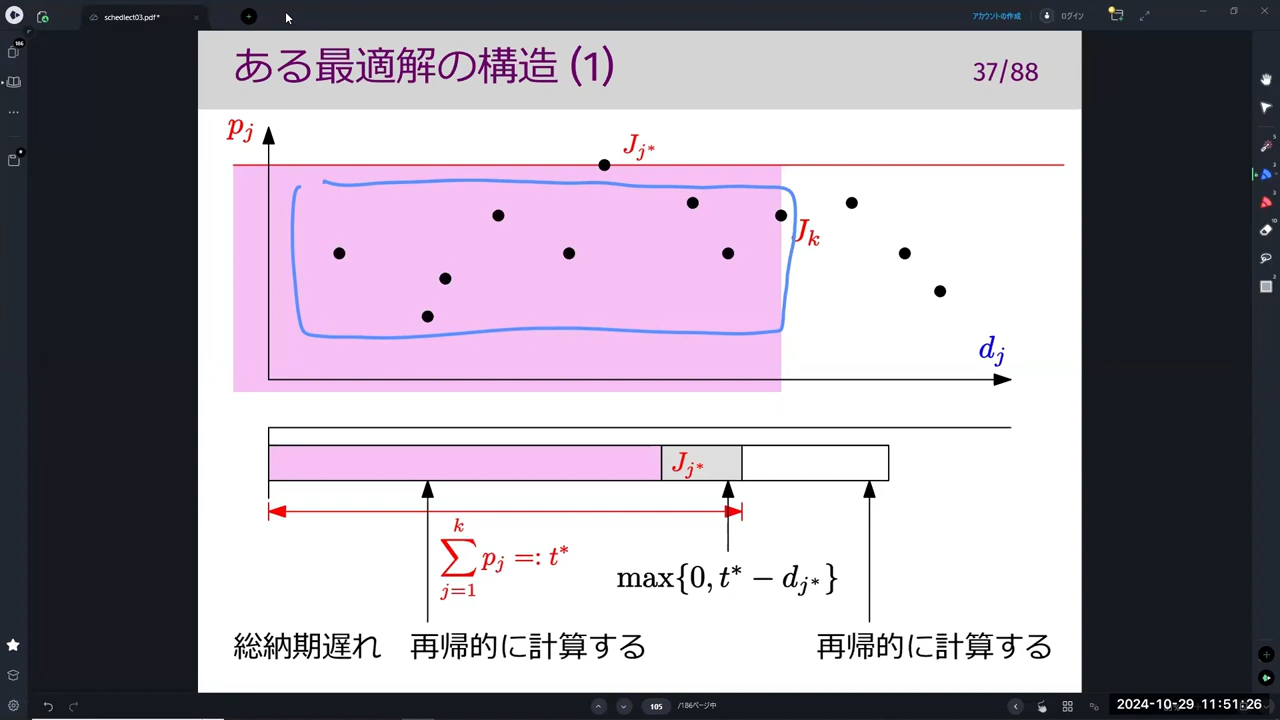 schedlect03.pdf*
アカウントの作成
ログイン
186
ある最適解の構造 (1)
37/88
p_j
J_{j*}
J_k
d_j
J_{j*}
\sum_{j=1}^{k} p_j =: t^*
max{0, t^* − d_{j*}}
総納期遅れ 再帰的に計算する 再帰的に計算する
105 /186ページ中
2024-10-29 11:51:26